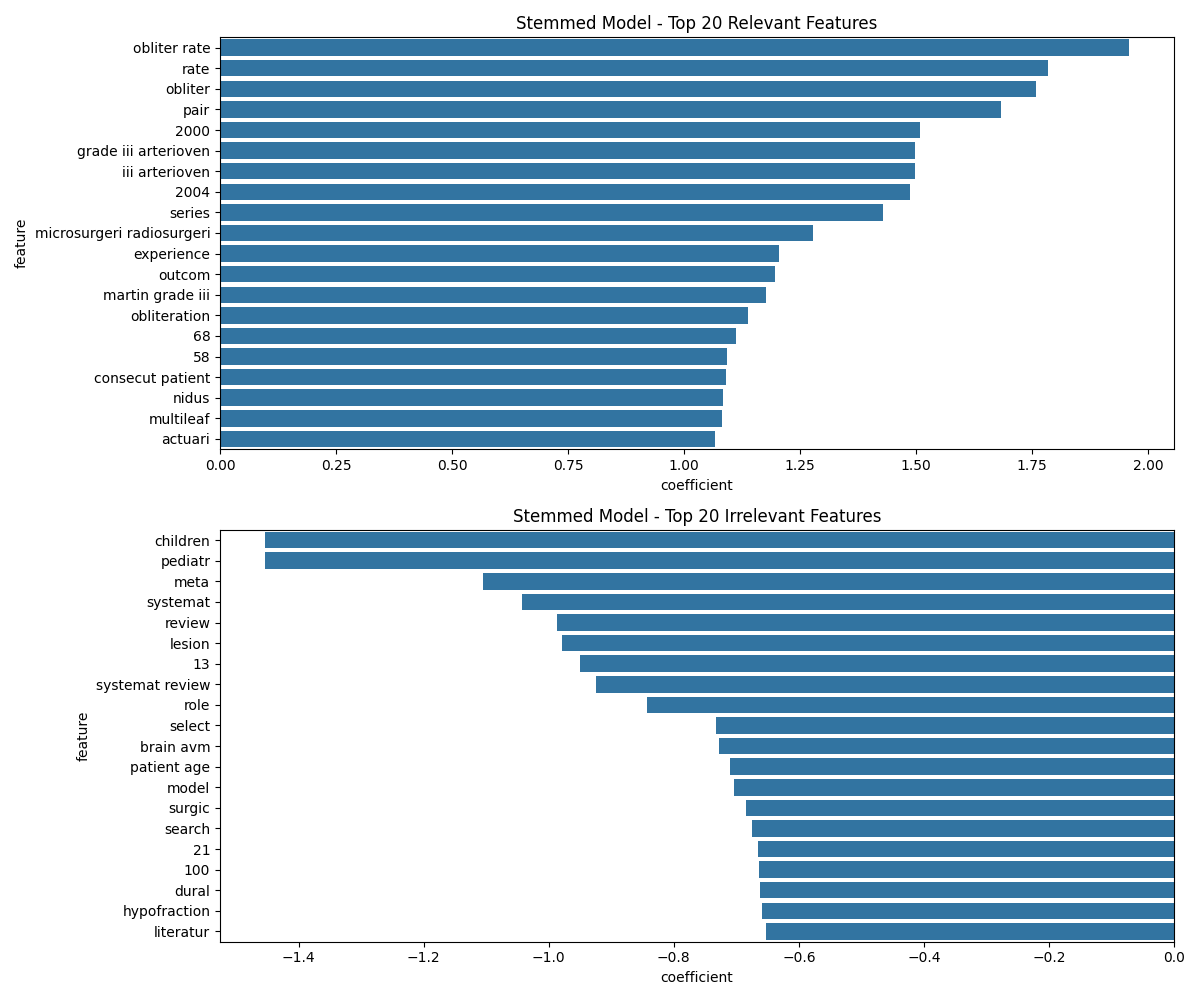 Stemmed Model - Top 20 Relevant Features
obliter rate
rate
obliter
pair
2000
grade iii arterioven
iii arterioven
2004
series
microsurgeri radiosurgeri
experience
outcom
martin grade iii
obliteration
68
58
consecut patient
nidus
multileaf
actuari
feature
0.00 0.25 0.50 0.75 1.00 1.25 1.50 1.75 2.00
coefficient
Stemmed Model - Top 20 Irrelevant Features
children
pediatr
meta
systemat
review
lesion
13
systemat review
role
select
brain avm
patient age
model
surgic
search
21
100
dural
hypofraction
literatur
feature
−1.4 −1.2 −1.0 −0.8 −0.6 −0.4 −0.2 0.0
coefficient